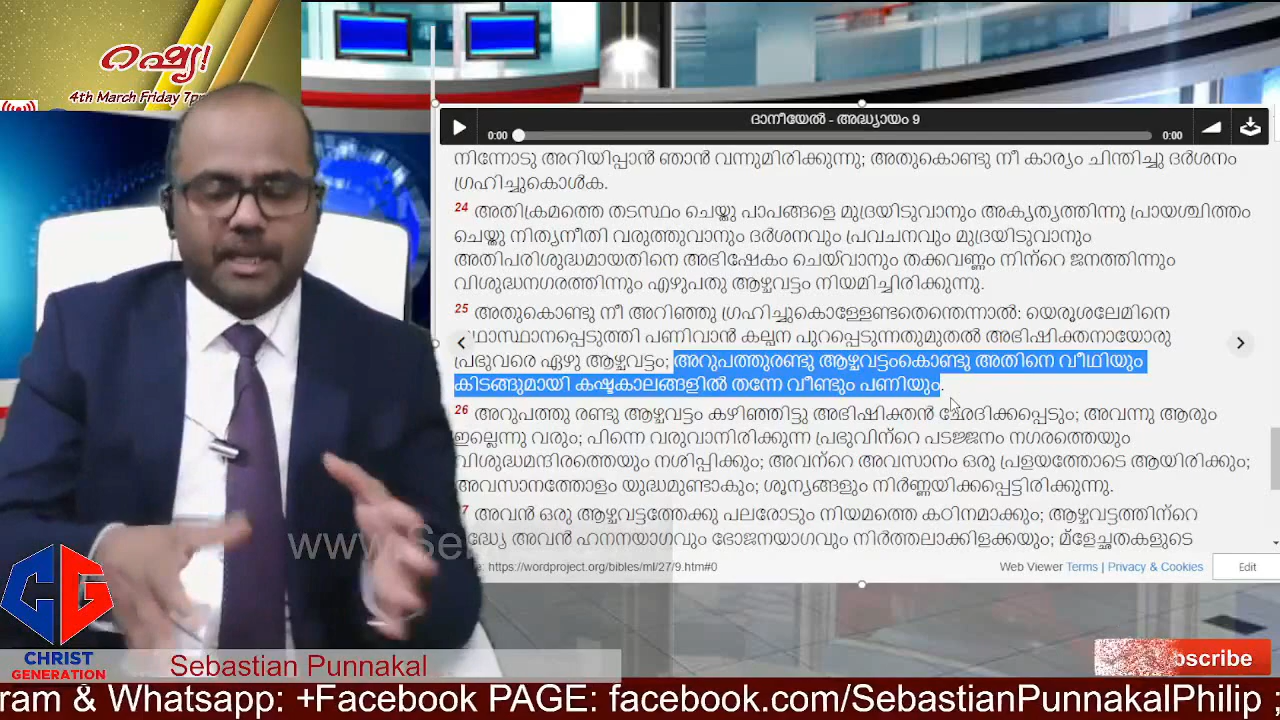 റഷ്യ!
4th March Friday 7p
ദാനീയേൽ - അദ്ധ്യായം 9
0:00
0:00
നിന്നോടു അറിയിപ്പാൻ ഞാൻ വന്നുമിരിക്കുന്നു; അതുകൊണ്ടു നീ കാര്യം ചിന്തിച്ചു ദർശനം
ഗ്രഹിച്ചുകൊൾക.
24 അതിക്രമത്തെ തടസ്ഥം ചെയ്തു പാപങ്ങളെ മുദ്രയിടുവാനും അകൃത്യത്തിന്നു പ്രായശ്ചിത്തം
ചെയ്തു നിത്യനീതി വരുത്തുവാനും ദർശനവും പ്രവചനവും മുദ്രയിടുവാനും
അതിപരിശുദ്ധമായതിനെ അഭിഷേകം ചെയ്‌വാനും തക്കവണ്ണം നിന്റെ ജനത്തിന്നും
വിശുദ്ധനഗരത്തിന്നും എഴുപതു ആഴ്ചവട്ടം നിയമിച്ചിരിക്കുന്നു.
25 അതുകൊണ്ടു നീ അറിഞ്ഞു ഗ്രഹിച്ചുകൊള്ളേണ്ടതെന്തെന്നാൽ: യെരൂശലേമിനെ
ഥാസ്ഥാനപ്പെടുത്തി പണിവാൻ കല്പന പുറപ്പെടുന്നതുമുതൽ അഭിഷിക്തനായോരു
പ്രഭുവരെ ഏഴു ആഴ്ചവട്ടം; അറുപത്തുരണ്ടു ആഴ്ചവട്ടംകൊണ്ടു അതിനെ വീഥിയും
കിടങ്ങുമായി കഷ്ടകാലങ്ങളിൽ തന്നേ വീണ്ടും പണിയും.
26 അറുപത്തു രണ്ടു ആഴ്ചവട്ടം കഴിഞ്ഞിട്ടു അഭിഷിക്തൻ ഛേദിക്കപ്പെടും; അവന്നു ആരും
ഇല്ലെന്നു വരും; പിന്നെ വരുവാനിരിക്കുന്ന പ്രഭുവിന്റെ പടജ്ജനം നഗരത്തെയും
വിശുദ്ധമന്ദിരത്തെയും നശിപ്പിക്കും; അവന്റെ അവസാനം ഒരു പ്രളയത്തോടെ ആയിരിക്കും;
അവസാനത്തോളം യുദ്ധമുണ്ടാകും; ശൂന്യങ്ങളും നിർണ്ണയിക്കപ്പെട്ടിരിക്കുന്നു.
7 അവൻ ഒരു ആഴ്ചവട്ടത്തേക്കു പലരോടും നിയമത്തെ കഠിനമാക്കും; ആഴ്ചവട്ടത്തിന്റെ
ദ്ധ്യേ അവൻ ഹനനയാഗവും ഭോജനയാഗവും നിർത്തലാക്കിളക്കയും; മ്ളേച്ഛതകളുടെ
https://wordproject.org/bibles/ml/27/9.htm#0
Web Viewer Terms | Privacy & Cookies
Edit
www.Se
CG
CHRIST
GENERATION
Sebastian Punnakal
bscribe
ram & Whatsapp: +Facebook PAGE: facebook.com/SebastianPunnakalPhilip ;